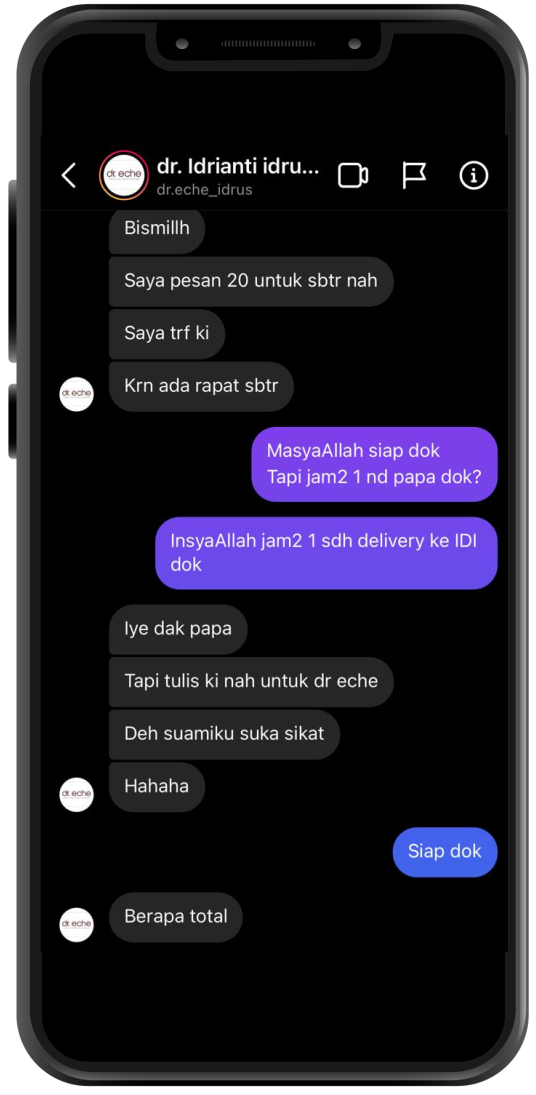 dr. Idrianti idru...
dr.eche_idrus
dr. eche
Bismillh
Saya pesan 20 untuk sbtr nah
Saya trf ki
Krn ada rapat sbtr
dr. eche
MasyaAllah siap dok
Tapi jam2 1 nd papa dok?
InsyaAllah jam2 1 sdh delivery ke IDI
dok
Iye dak papa
Tapi tulis ki nah untuk dr eche
Deh suamiku suka sikat
Hahaha
dr. eche
Siap dok
Berapa total
dr. eche